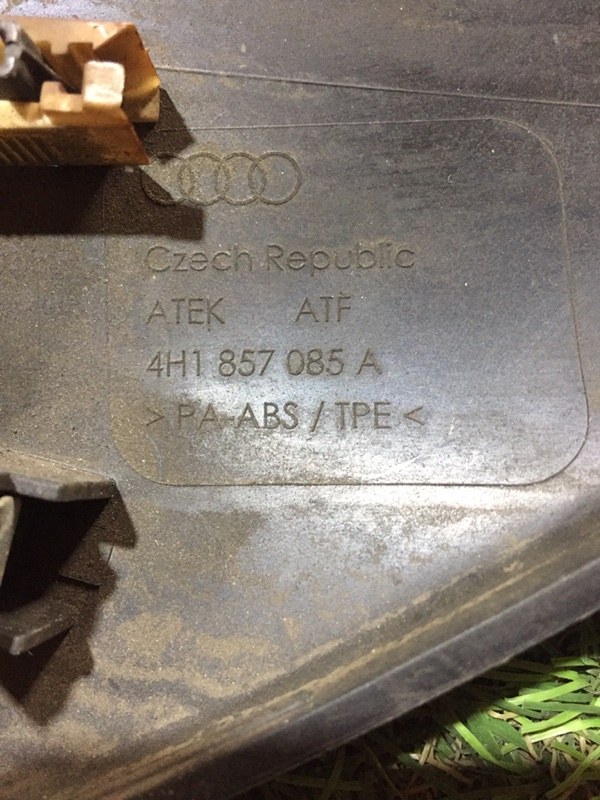 Czech Republic
ATEK ATF
4H1 857 085 A
> PA-ABS / TPE <